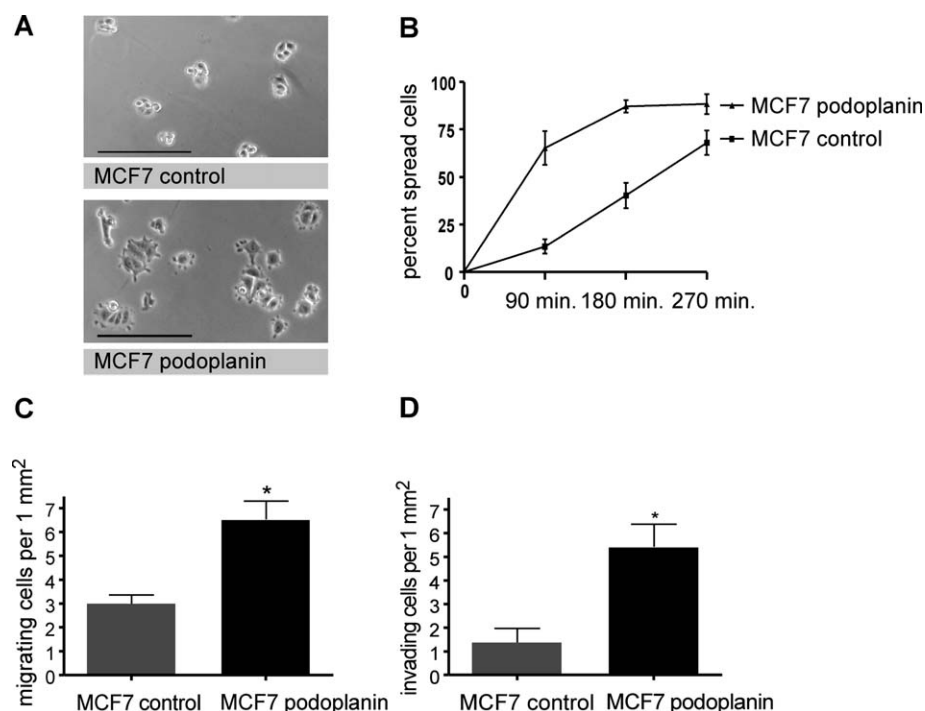 A
MCF7 control
MCF7 podoplanin
B
percent spread cells
100
75
50
25
0
0
90 min.
180 min.
270 min.
MCF7 podoplanin
MCF7 control
C
migrating cells per 1 mm²
7
6
5
4
3
2
1
0
*
MCF7 control
MCF7 podoplanin
D
invading cells per 1 mm²
7
6
5
4
3
2
1
0
*
MCF7 control
MCF7 podoplanin